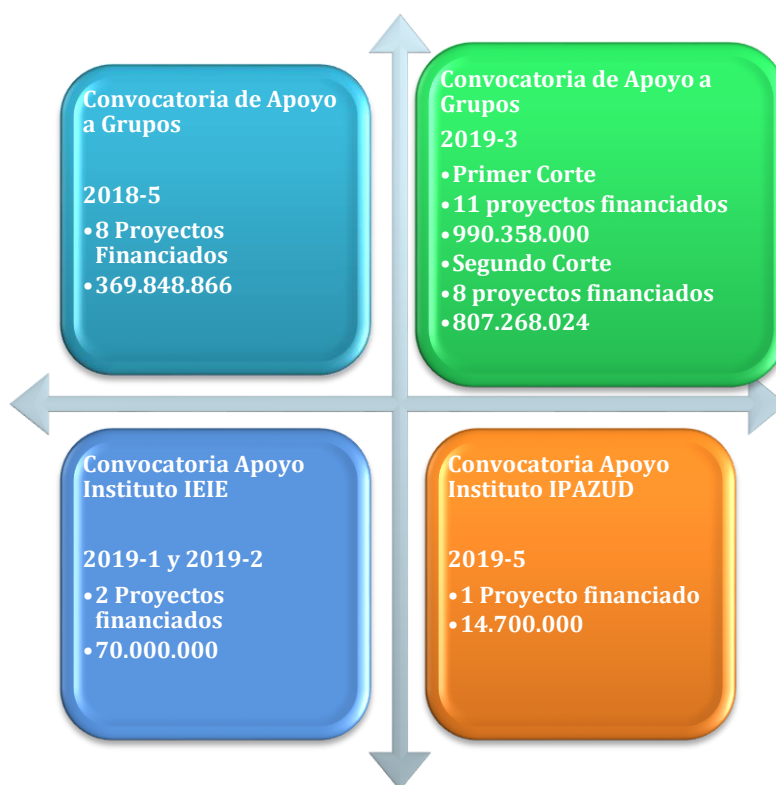 Convocatoria de Apoyo
a Grupos
2018-5
•8 Proyectos
Financiados
•369.848.866
Convocatoria de Apoyo a
Grupos
2019-3
•Primer Corte
•11 proyectos financiados
•990.358.000
•Segundo Corte
•8 proyectos financiados
•807.268.024
Convocatoria Apoyo
Instituto IEIE
2019-1 y 2019-2
•2 Proyectos
financiados
•70.000.000
Convocatoria Apoyo
Instituto IPAZUD
2019-5
•1 Proyecto financiado
•14.700.000